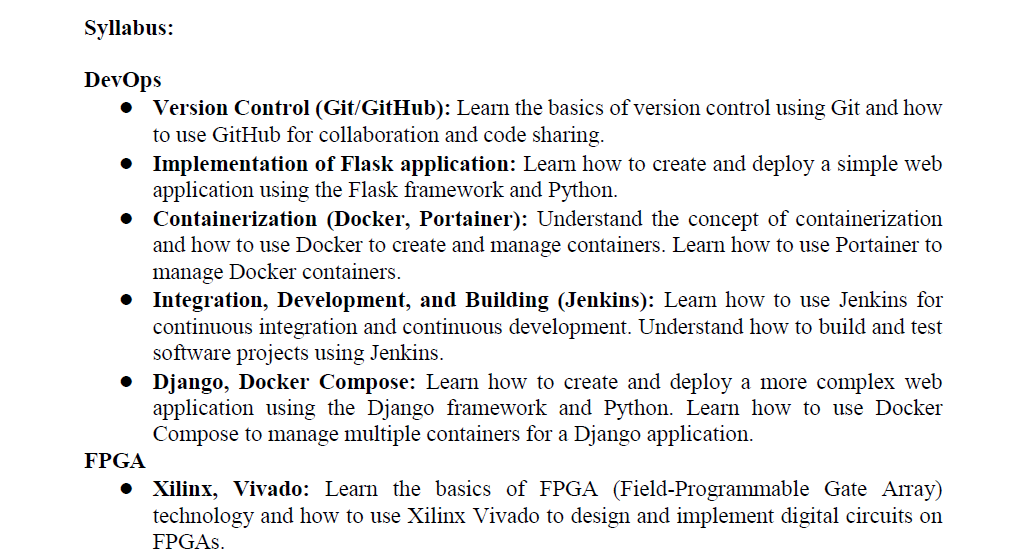 Syllabus:
DevOps
● Version Control (Git/GitHub): Learn the basics of version control using Git and how
to use GitHub for collaboration and code sharing.
● Implementation of Flask application: Learn how to create and deploy a simple web
application using the Flask framework and Python.
● Containerization (Docker, Portainer): Understand the concept of containerization
and how to use Docker to create and manage containers. Learn how to use Portainer to
manage Docker containers.
● Integration, Development, and Building (Jenkins): Learn how to use Jenkins for
continuous integration and continuous development. Understand how to build and test
software projects using Jenkins.
● Django, Docker Compose: Learn how to create and deploy a more complex web
application using the Django framework and Python. Learn how to use Docker
Compose to manage multiple containers for a Django application.
FPGA
● Xilinx, Vivado: Learn the basics of FPGA (Field-Programmable Gate Array)
technology and how to use Xilinx Vivado to design and implement digital circuits on
FPGAs.